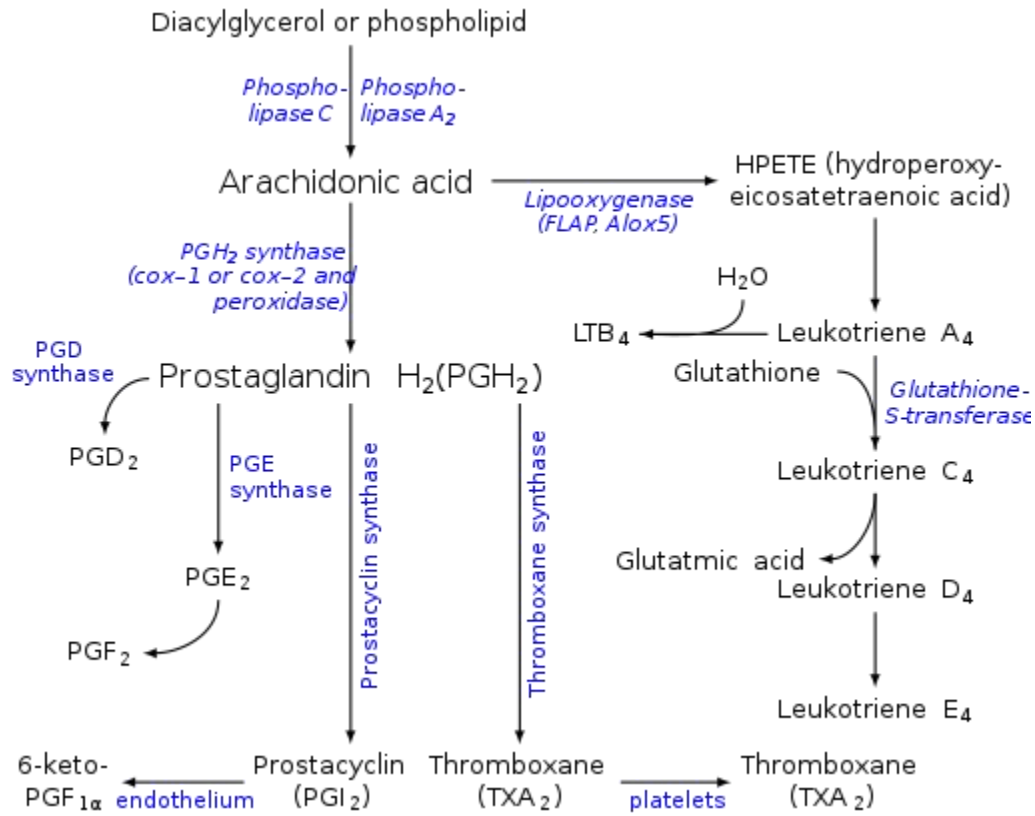 Diacylglycerol or phospholipid
Phospho-
lipase C
Phospho-
lipase A₂
Arachidonic acid
Lipooxygenase
(FLAP, Alox5)
HPETE (hydroperoxy-
eicosatetraenoic acid)
PGH₂ synthase
(cox–1 or cox–2 and
peroxidase)
H₂O
LTB₄
Leukotriene A₄
PGD
synthase
Prostaglandin H₂(PGH₂)
Glutathione
Glutathione-
S-transferase
PGD₂
PGE
synthase
Prostacyclin synthase
Thromboxane synthase
Leukotriene C₄
Glutatmic acid
PGE₂
Leukotriene D₄
PGF₂
Leukotriene E₄
6-keto-
PGF₁α
endothelium
Prostacyclin
(PGI₂)
Thromboxane
(TXA₂)
platelets
Thromboxane
(TXA₂)